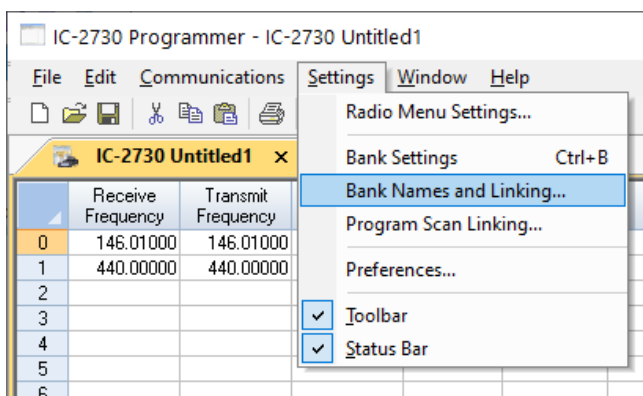 IC-2730 Programmer - IC-2730 Untitled1
File Edit Communications Settings Window Help
IC-2730 Untitled1 ×
Receive Frequency Transmit Frequency
0 146.01000 146.01000
1 440.00000 440.00000
2
3
4
5
6
Radio Menu Settings...
Bank Settings Ctrl+B
Bank Names and Linking...
Program Scan Linking...
Preferences...
Toolbar
Status Bar